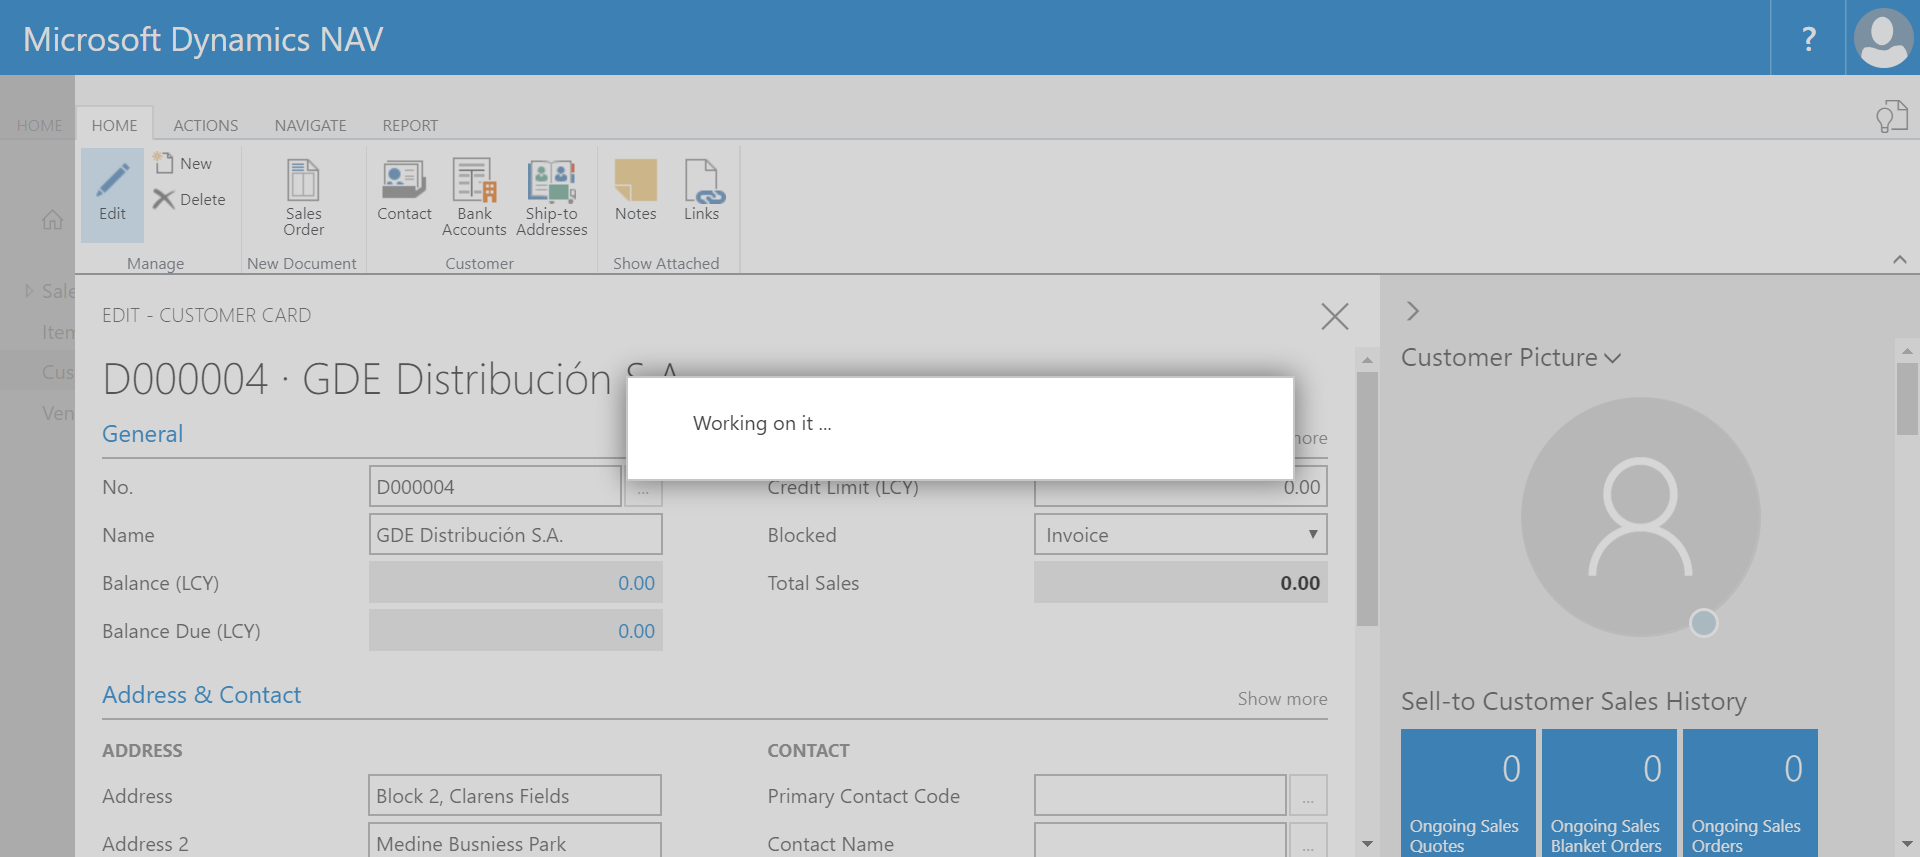 Microsoft Dynamics NAV
?
HOME
HOME
ACTIONS
NAVIGATE
REPORT
Edit
New
Delete
Manage
Sales
Order
New Document
Contact
Bank
Accounts
Ship-to
Addresses
Customer
Notes
Links
Show Attached
Sale
Item
Cus
Ven
EDIT - CUSTOMER CARD
D000004 · GDE Distribución S.A.
Working on it ...
General
more
No.
D000004
...
Credit Limit (LCY)
0.00
Name
GDE Distribución S.A.
Blocked
Invoice
Balance (LCY)
0.00
Total Sales
0.00
Balance Due (LCY)
0.00
Address & Contact
Show more
ADDRESS
CONTACT
Address
Block 2, Clarens Fields
Primary Contact Code
...
Address 2
Medine Busniess Park
Contact Name
...
Customer Picture
Sell-to Customer Sales History
0
Ongoing Sales
Quotes
0
Ongoing Sales
Blanket Orders
0
Ongoing Sales
Orders